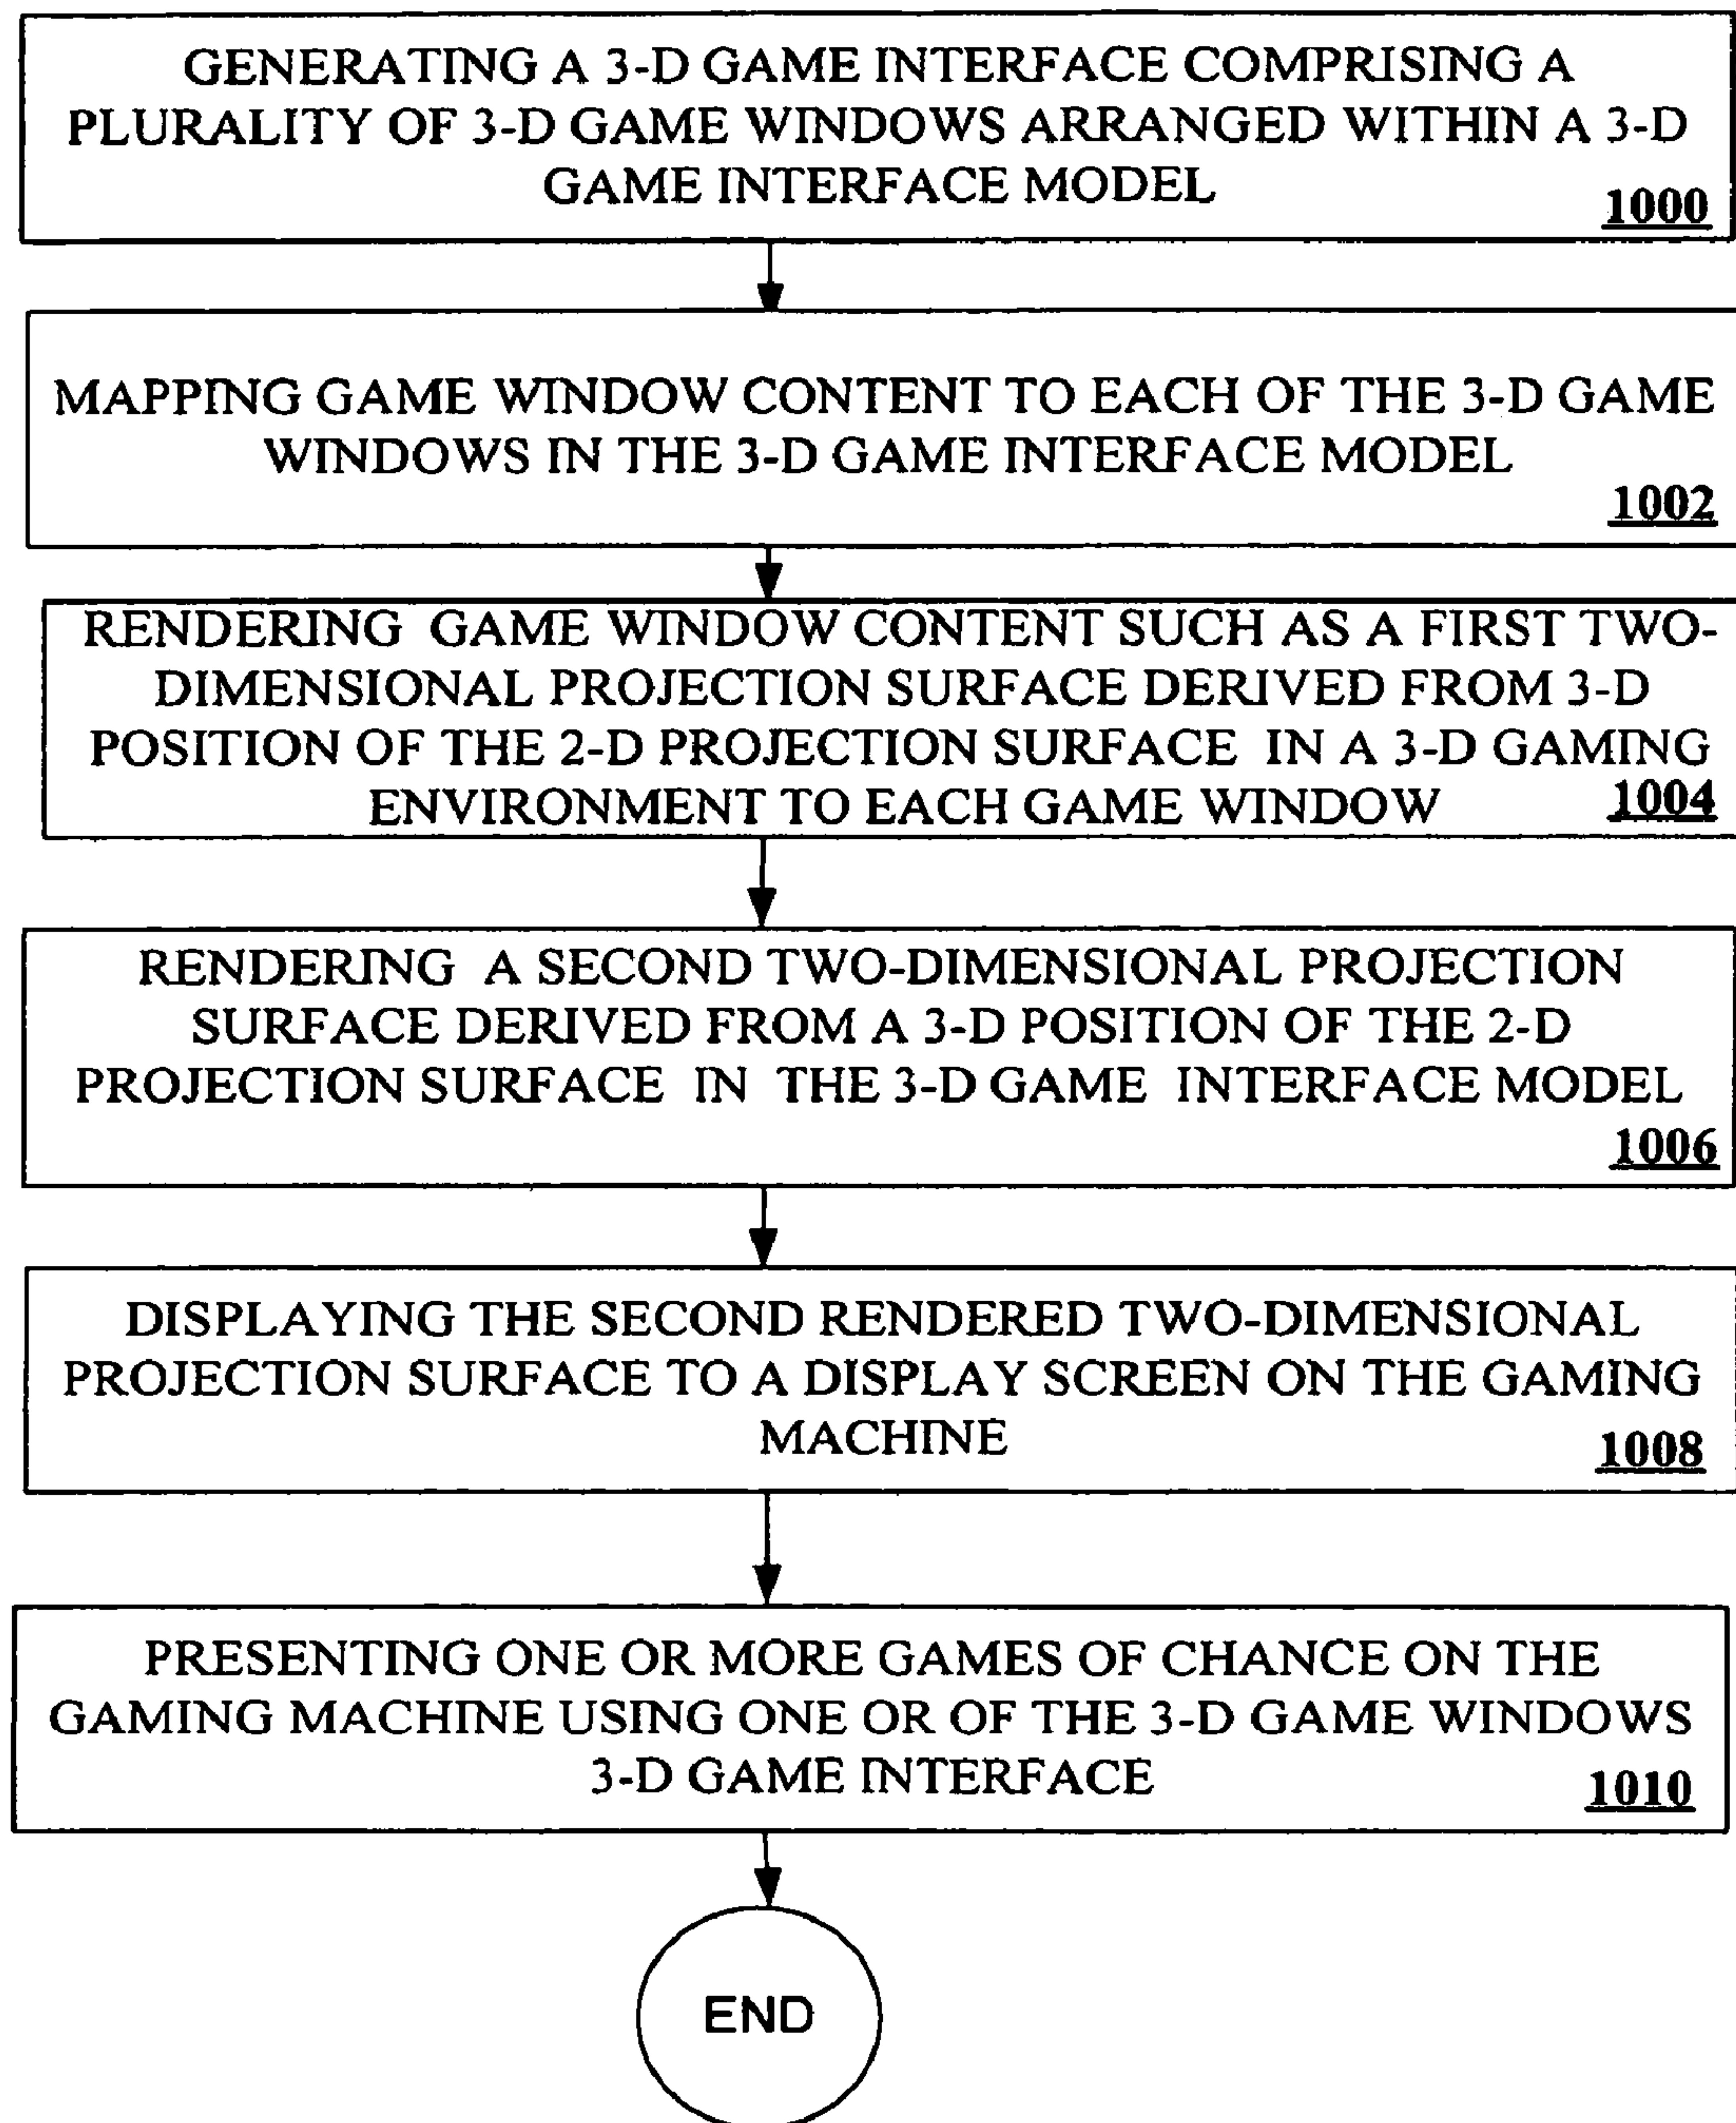 GENERATING A 3-D GAME INTERFACE COMPRISING A
PLURALITY OF 3-D GAME WINDOWS ARRANGED WITHIN A 3-D
GAME INTERFACE MODEL
1000
MAPPING GAME WINDOW CONTENT TO EACH OF THE 3-D GAME
WINDOWS IN THE 3-D GAME INTERFACE MODEL
1002
RENDERING GAME WINDOW CONTENT SUCH AS A FIRST TWO-
DIMENSIONAL PROJECTION SURFACE DERIVED FROM 3-D
POSITION OF THE 2-D PROJECTION SURFACE IN A 3-D GAMING
ENVIRONMENT TO EACH GAME WINDOW
1004
RENDERING A SECOND TWO-DIMENSIONAL PROJECTION
SURFACE DERIVED FROM A 3-D POSITION OF THE 2-D
PROJECTION SURFACE IN THE 3-D GAME INTERFACE MODEL
1006
DISPLAYING THE SECOND RENDERED TWO-DIMENSIONAL
PROJECTION SURFACE TO A DISPLAY SCREEN ON THE GAMING
MACHINE
1008
PRESENTING ONE OR MORE GAMES OF CHANCE ON THE
GAMING MACHINE USING ONE OR OF THE 3-D GAME WINDOWS
3-D GAME INTERFACE
1010
END